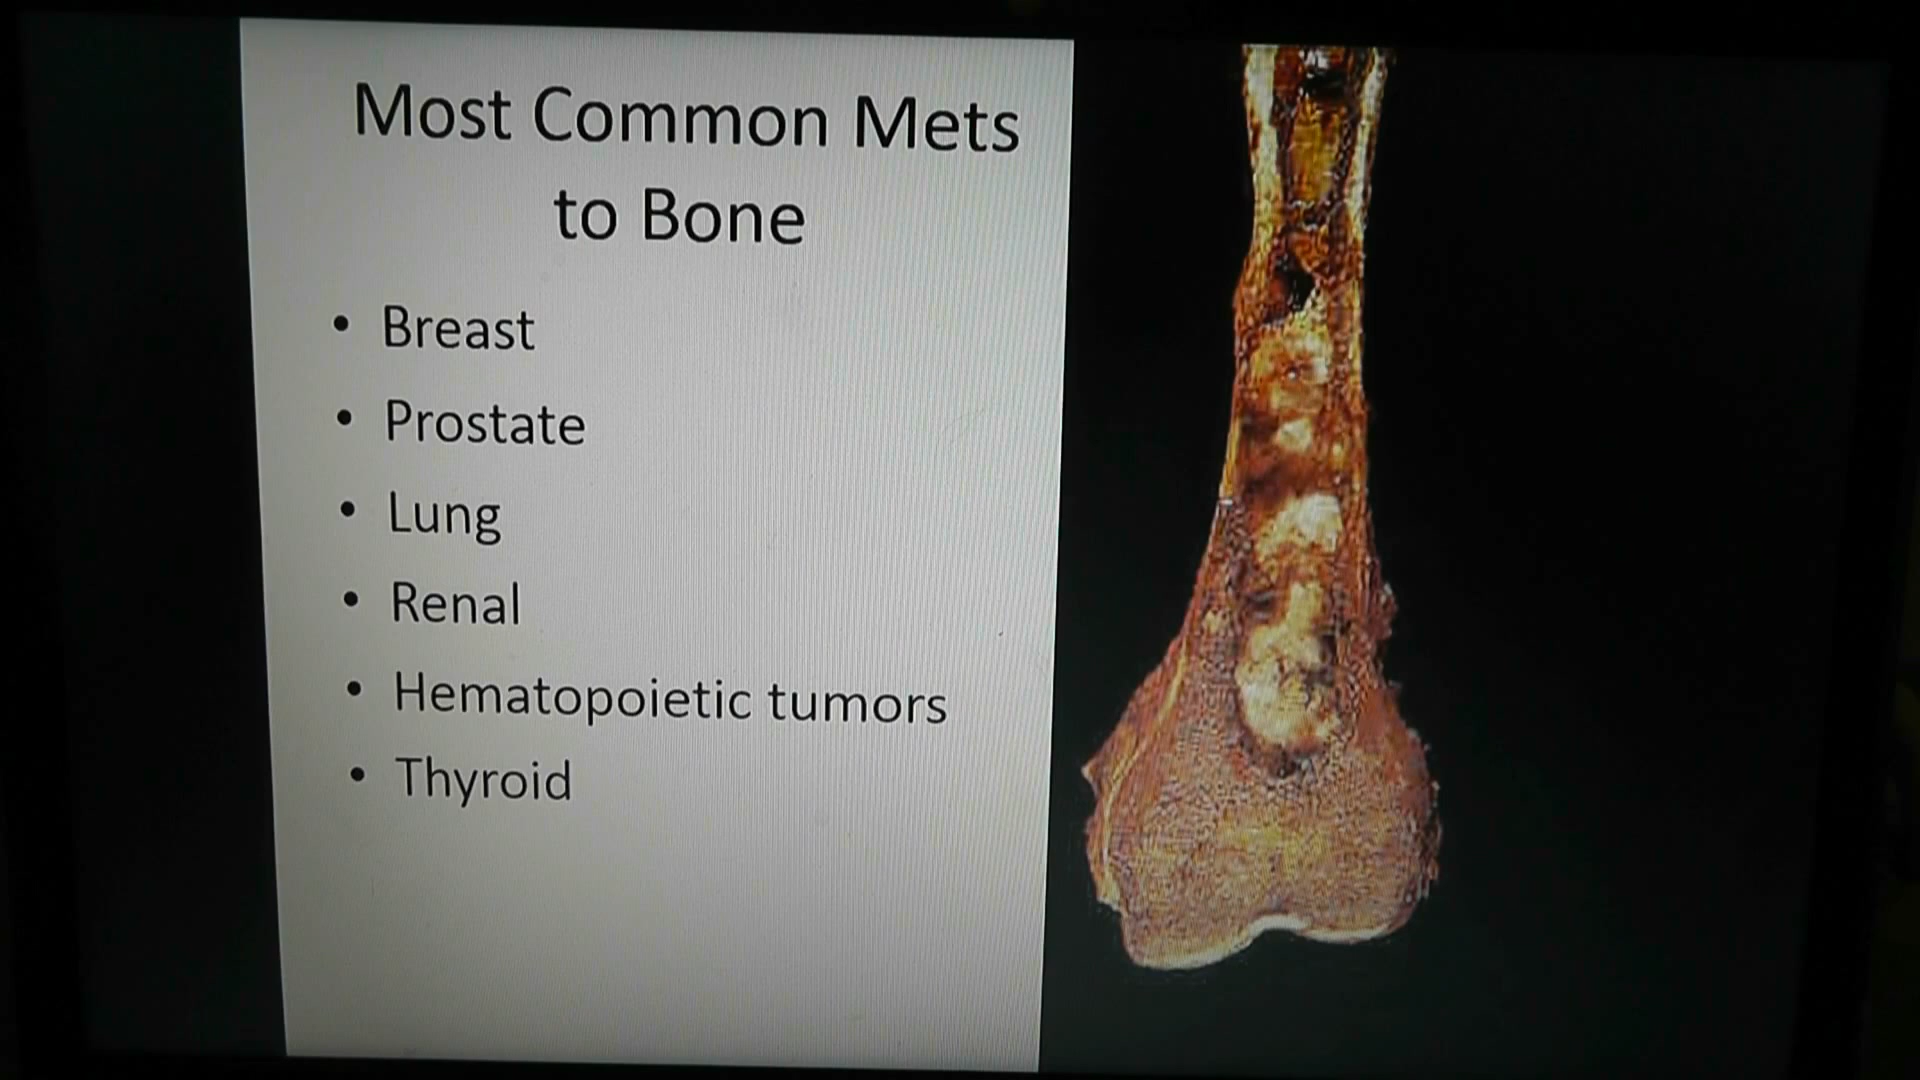 Most Common Mets
to Bone
• Breast
• Prostate
• Lung
• Renal
• Hematopoietic tumors
• Thyroid